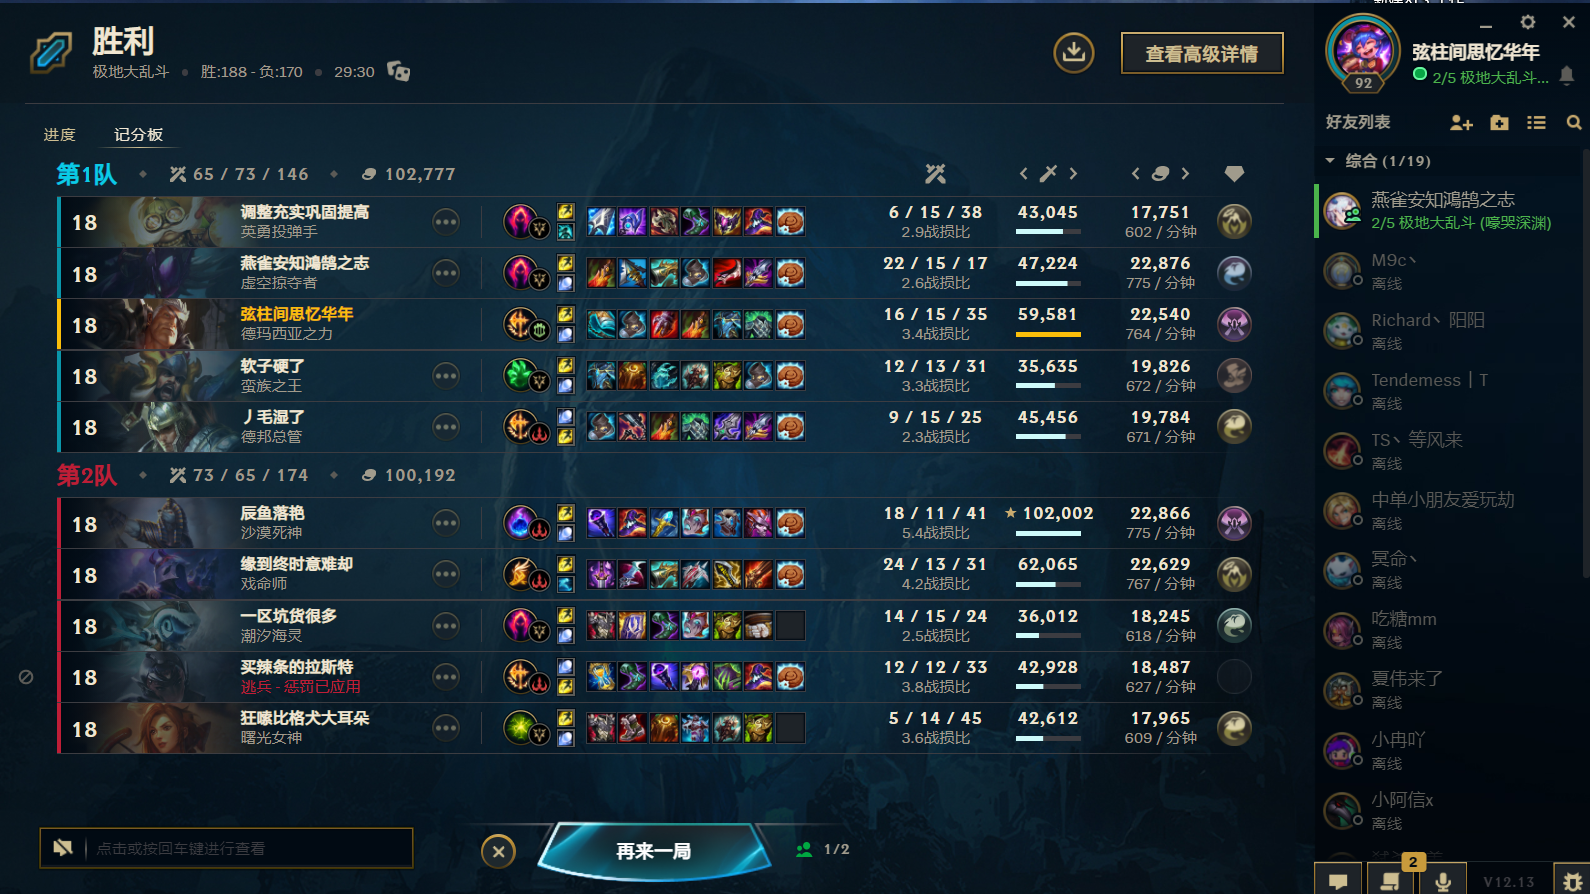 胜利
极地大乱斗 • 胜:188 - 负:170 • 29:30
查看高级详情
进度 记分板
第1队 65 / 73 / 146 102,777
18 调整充实巩固提高 6 / 15 / 38 43,045 17,751
英勇投弹手 2.9战损比 602 / 分钟
18 燕雀安知鴻鹄之志 22 / 15 / 17 47,224 22,876
虚空掠夺者 2.6战损比 775 / 分钟
18 弦柱间思忆华年 16 / 15 / 35 59,581 22,540
德玛西亚之力 3.4战损比 764 / 分钟
18 软子硬了 12 / 13 / 31 35,635 19,826
蛮族之王 3.3战损比 672 / 分钟
18 丿毛湿了 9 / 15 / 25 45,456 19,784
德邦总管 2.3战损比 671 / 分钟
第2队 73 / 65 / 174 100,192
18 辰鱼落艳 18 / 11 / 41 102,002 22,866
沙漠死神 5.4战损比 775 / 分钟
18 缘到终时意难却 24 / 13 / 31 62,065 22,629
戏命师 4.2战损比 767 / 分钟
18 一区坑货很多 14 / 15 / 24 36,012 18,245
潮汐海灵 2.5战损比 618 / 分钟
18 买辣条的拉斯特 12 / 12 / 33 42,928 18,487
逃兵 - 惩罚已应用 3.8战损比 627 / 分钟
18 狂嗦比格犬大耳朵 5 / 14 / 45 42,612 17,965
曙光女神 3.6战损比 609 / 分钟
点击或按回车键进行查看
再来一局
1/2
弦柱间思忆华年
92
2/5 极地大乱斗...
好友列表
综合 (1/19)
燕雀安知鴻鹄之志
2/5 极地大乱斗 (嚎哭深渊)
M9c丶
离线
Richard丶 阳阳
离线
Tendemess丨T
离线
TS丶 等风来
离线
中单小朋友爱玩劫
离线
冥命丶
离线
吃糖mm
离线
夏伟来了
离线
小冉吖
离线
小阿信x
离线
2
V12.13